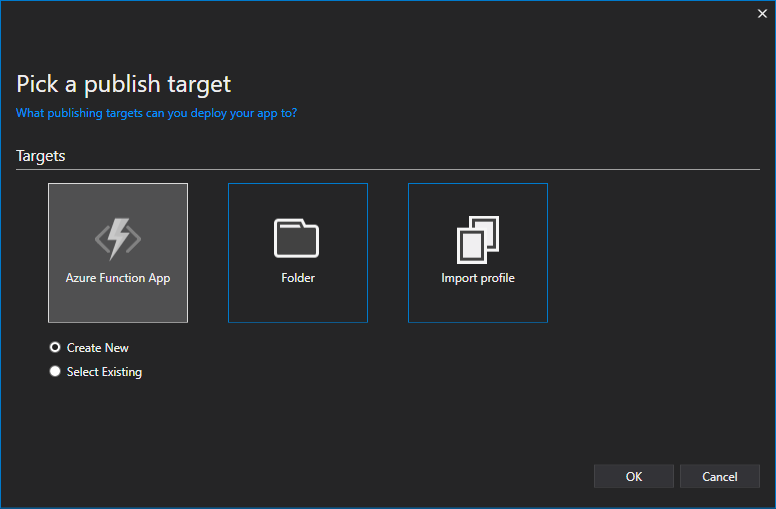 Pick a publish target
What publishing targets can you deploy your app to?
Targets
Azure Function App
Folder
Import profile
Create New
Select Existing
OK
Cancel